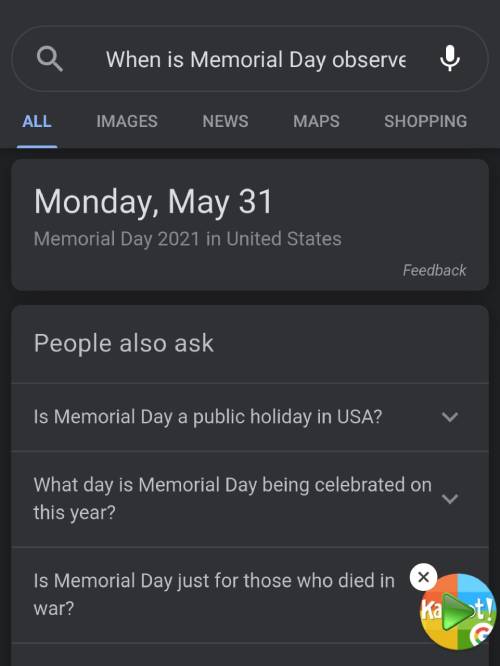 When is Memorial Day observe
ALL IMAGES NEWS MAPS SHOPPING
Monday, May 31
Memorial Day 2021 in United States
Feedback
People also ask
Is Memorial Day a public holiday in USA?
What day is Memorial Day being celebrated on
this year?
Is Memorial Day just for those who died in
war?